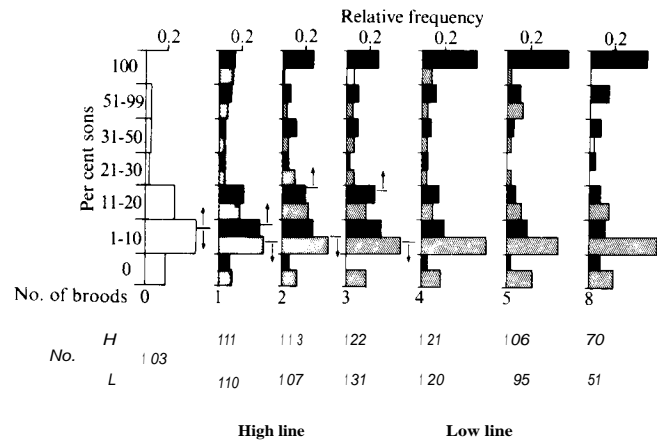 Relative frequency
0.2 0.2 0.2 0.2 0.2 0.2 0.2
Per cent sons
100
51-99
31-50
21-30
11-20
1-10
0
No. of broods 0 1 2 3 4 5 8
H 111 113 122 121 106 70
No. 103
L 110 107 131 120 95 51
High line Low line